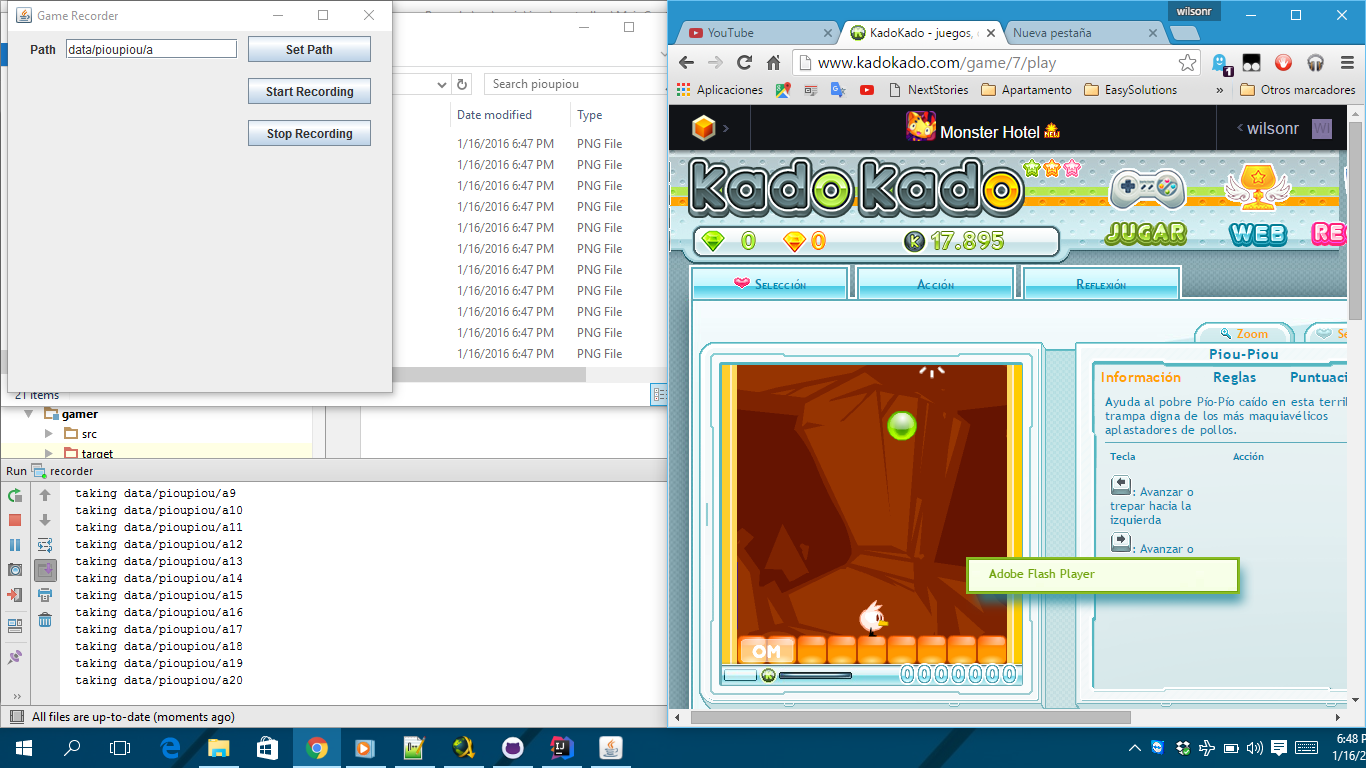 Game Recorder
Path
data/pioupiou/a
Set Path
Start Recording
Stop Recording
Search pioupiou
Date modified
Type
1/16/2016 6:47 PM
PNG File
1/16/2016 6:47 PM
PNG File
1/16/2016 6:47 PM
PNG File
1/16/2016 6:47 PM
PNG File
1/16/2016 6:47 PM
PNG File
1/16/2016 6:47 PM
PNG File
1/16/2016 6:47 PM
PNG File
1/16/2016 6:47 PM
PNG File
1/16/2016 6:47 PM
PNG File
1/16/2016 6:47 PM
PNG File
1/16/2016 6:47 PM
PNG File
21 items
gamer
src
target
Run
recorder
taking data/pioupiou/a9
taking data/pioupiou/a10
taking data/pioupiou/a11
taking data/pioupiou/a12
taking data/pioupiou/a13
taking data/pioupiou/a14
taking data/pioupiou/a15
taking data/pioupiou/a16
taking data/pioupiou/a17
taking data/pioupiou/a18
taking data/pioupiou/a19
taking data/pioupiou/a20
All files are up-to-date (moments ago)
wilsonr
YouTube
KadoKado - juegos,
Nueva pestaña
www.kadokado.com/game/7/play
1
Aplicaciones
NextStories
Apartamento
EasySolutions
»
Otros marcadores
Monster Hotel NEW
wilsonr
WI
KadoKado
JUGAR
WEB
0
0
K 17.895
Selección
Acción
Reflexión
Zoom
Piou-Piou
Información
Reglas
Puntuaci
Ayuda al pobre Pío-Pío caído en esta terri
trampa digna de los más maquiavélicos
aplastadores de pollos.
Tecla
Acción
: Avanzar o
trepar hacia la
izquierda
: Avanzar o
Adobe Flash Player
0M
0000000
6:48
1/16/2